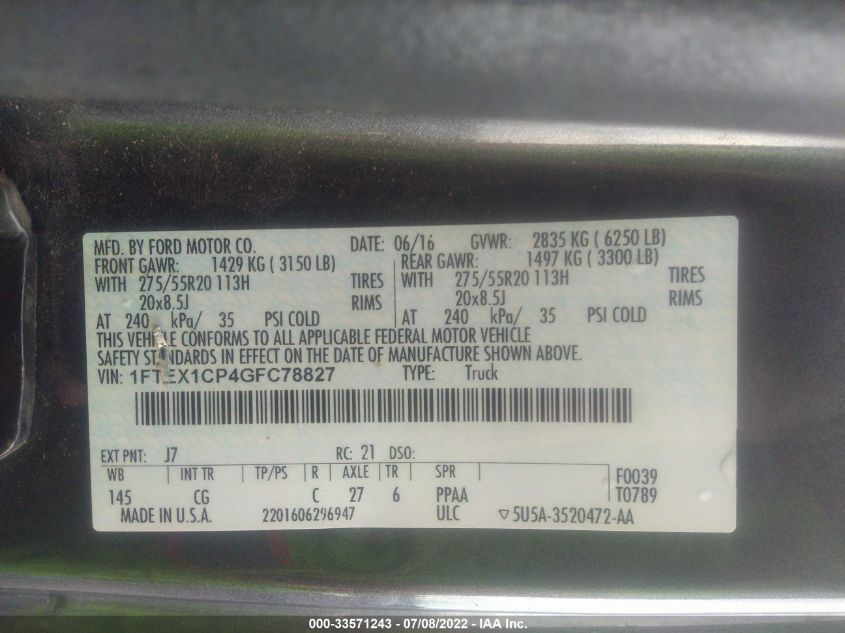 MFD. BY FORD MOTOR CO. DATE: 06/16 GVWR: 2835 KG ( 6250 LB)
FRONT GAWR: 1429 KG ( 3150 LB) REAR GAWR: 1497 KG ( 3300 LB)
WITH 275/55R20 113H TIRES WITH 275/55R20 113H TIRES
20x8.5J RIMS 20x8.5J RIMS
AT 240 kPa/ 35 PSI COLD AT 240 kPa/ 35 PSI COLD
THIS VEHICLE CONFORMS TO ALL APPLICABLE FEDERAL MOTOR VEHICLE
SAFETY STANDARDS IN EFFECT ON THE DATE OF MANUFACTURE SHOWN ABOVE.
VIN: 1FTEX1CP4GFC78827 TYPE: Truck
EXT PNT: J7 RC: 21 DSO:
WB INT TR TP/PS R AXLE TR SPR F0039
145 CG C 27 6 PPAA T0789
MADE IN U.S.A. 2201606296947 ULC ▽5U5A-3520472-AA
000-33571243 - 07/08/2022 - IAA Inc.